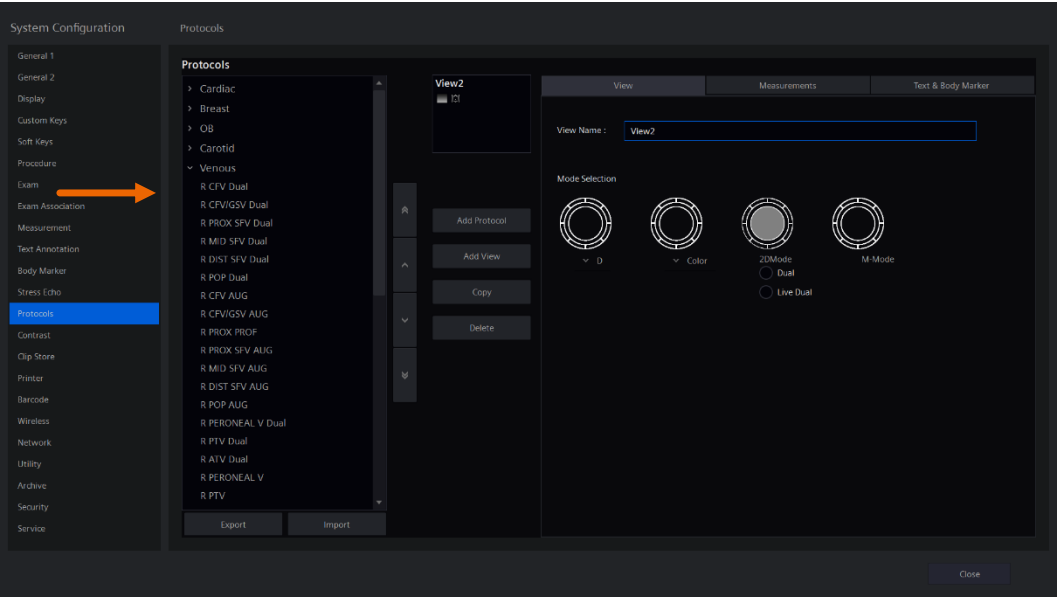 System Configuration
Protocols
General 1
General 2
Display
Custom Keys
Soft Keys
Procedure
Exam
Exam Association
Measurement
Text Annotation
Body Marker
Stress Echo
Protocols
Contrast
Clip Store
Printer
Barcode
Wireless
Network
Utility
Archive
Security
Service
Protocols
Cardiac
Breast
OB
Carotid
Venous
R CFV Dual
R CFV/GSV Dual
R PROX SFV Dual
R MID SFV Dual
R DIST SFV Dual
R POP Dual
R CFV AUG
R CFV/GSV AUG
R PROX PROF
R PROX SFV AUG
R MID SFV AUG
R DIST SFV AUG
R POP AUG
R PERONEAL V Dual
R PTV Dual
R ATV Dual
R PERONEAL V
R PTV
Export Import
View2
Add Protocol
Add View
Copy
Delete
View Measurements Text & Body Marker
View Name : View2
Mode Selection
D Color 2DMode M-Mode
Dual
Live Dual
Close